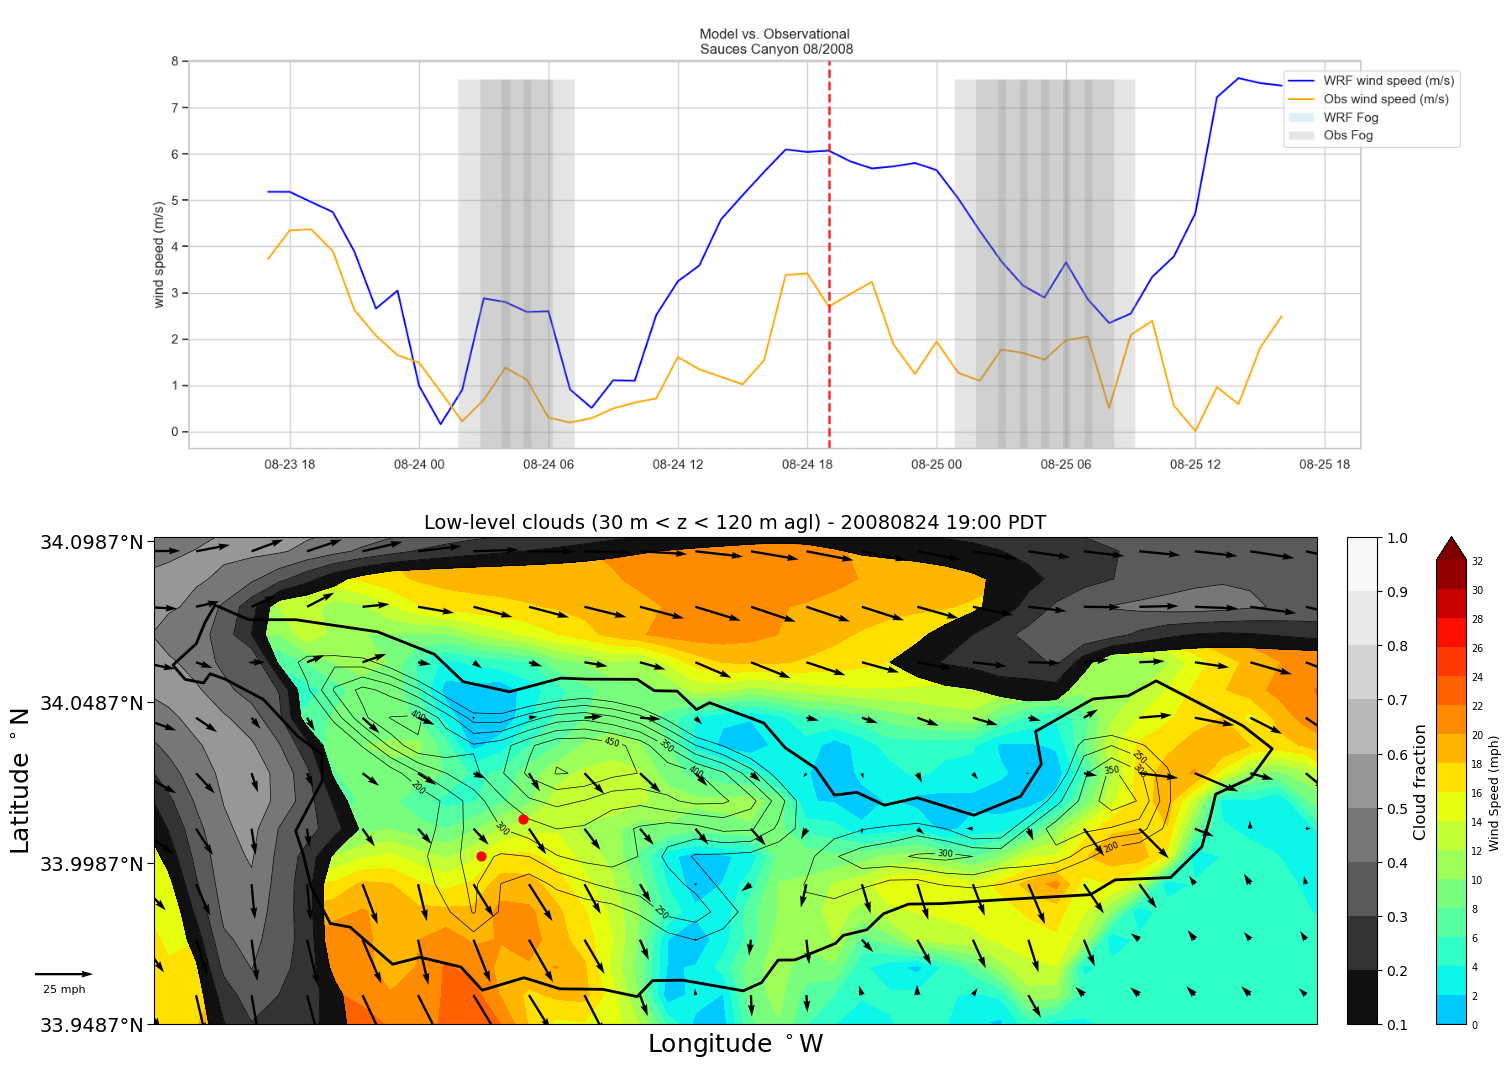 Model vs. Observational
Sauces Canyon 08/2008
8
7
6
5
4
3
2
1
0
wind speed (m/s)
WRF wind speed (m/s)
Obs wind speed (m/s)
WRF Fog
Obs Fog
08-23 18 08-24 00 08-24 06 08-24 12 08-24 18 08-25 00 08-25 06 08-25 12 08-25 18
Low-level clouds (30 m < z < 120 m agl) - 20080824 19:00 PDT
34.0987°N
34.0487°N
33.9987°N
33.9487°N
Latitude °N
Longitude °W
25 mph
400
450
350
400
200
300
250
300
250
300
350
200
1.0
0.9
0.8
0.7
0.6
0.5
0.4
0.3
0.2
0.1
Cloud fraction
32
30
28
26
24
22
20
18
16
14
12
10
8
6
4
2
0
Wind Speed (mph)